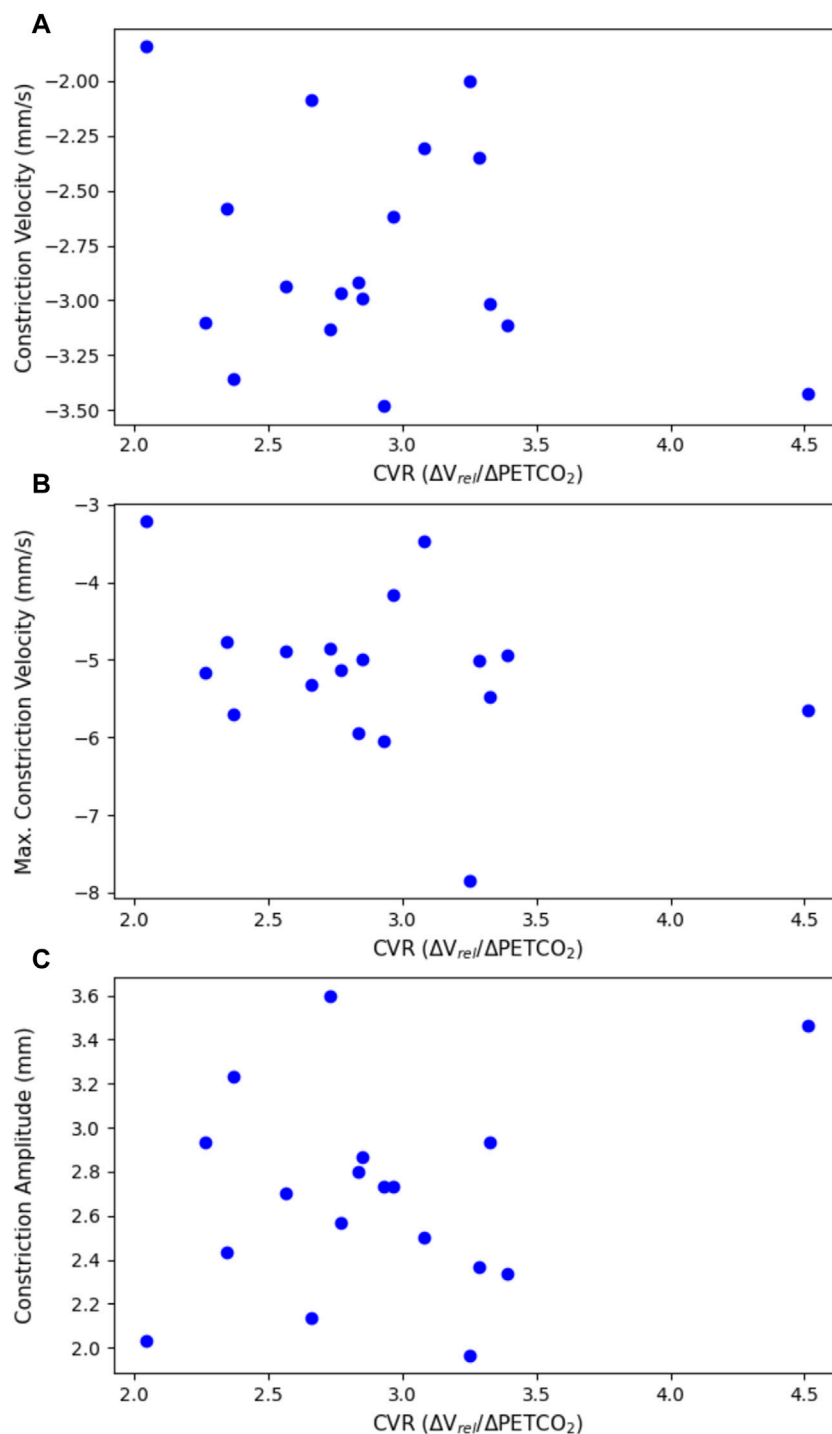 A
Constriction Velocity (mm/s)
−2.00
−2.25
−2.50
−2.75
−3.00
−3.25
−3.50
2.0 2.5 3.0 3.5 4.0 4.5
CVR (ΔVrel/ΔPETCO₂)
B
Max. Constriction Velocity (mm/s)
−3
−4
−5
−6
−7
−8
2.0 2.5 3.0 3.5 4.0 4.5
CVR (ΔVrel/ΔPETCO₂)
C
Constriction Amplitude (mm)
3.6
3.4
3.2
3.0
2.8
2.6
2.4
2.2
2.0
2.0 2.5 3.0 3.5 4.0 4.5
CVR (ΔVrel/ΔPETCO₂)